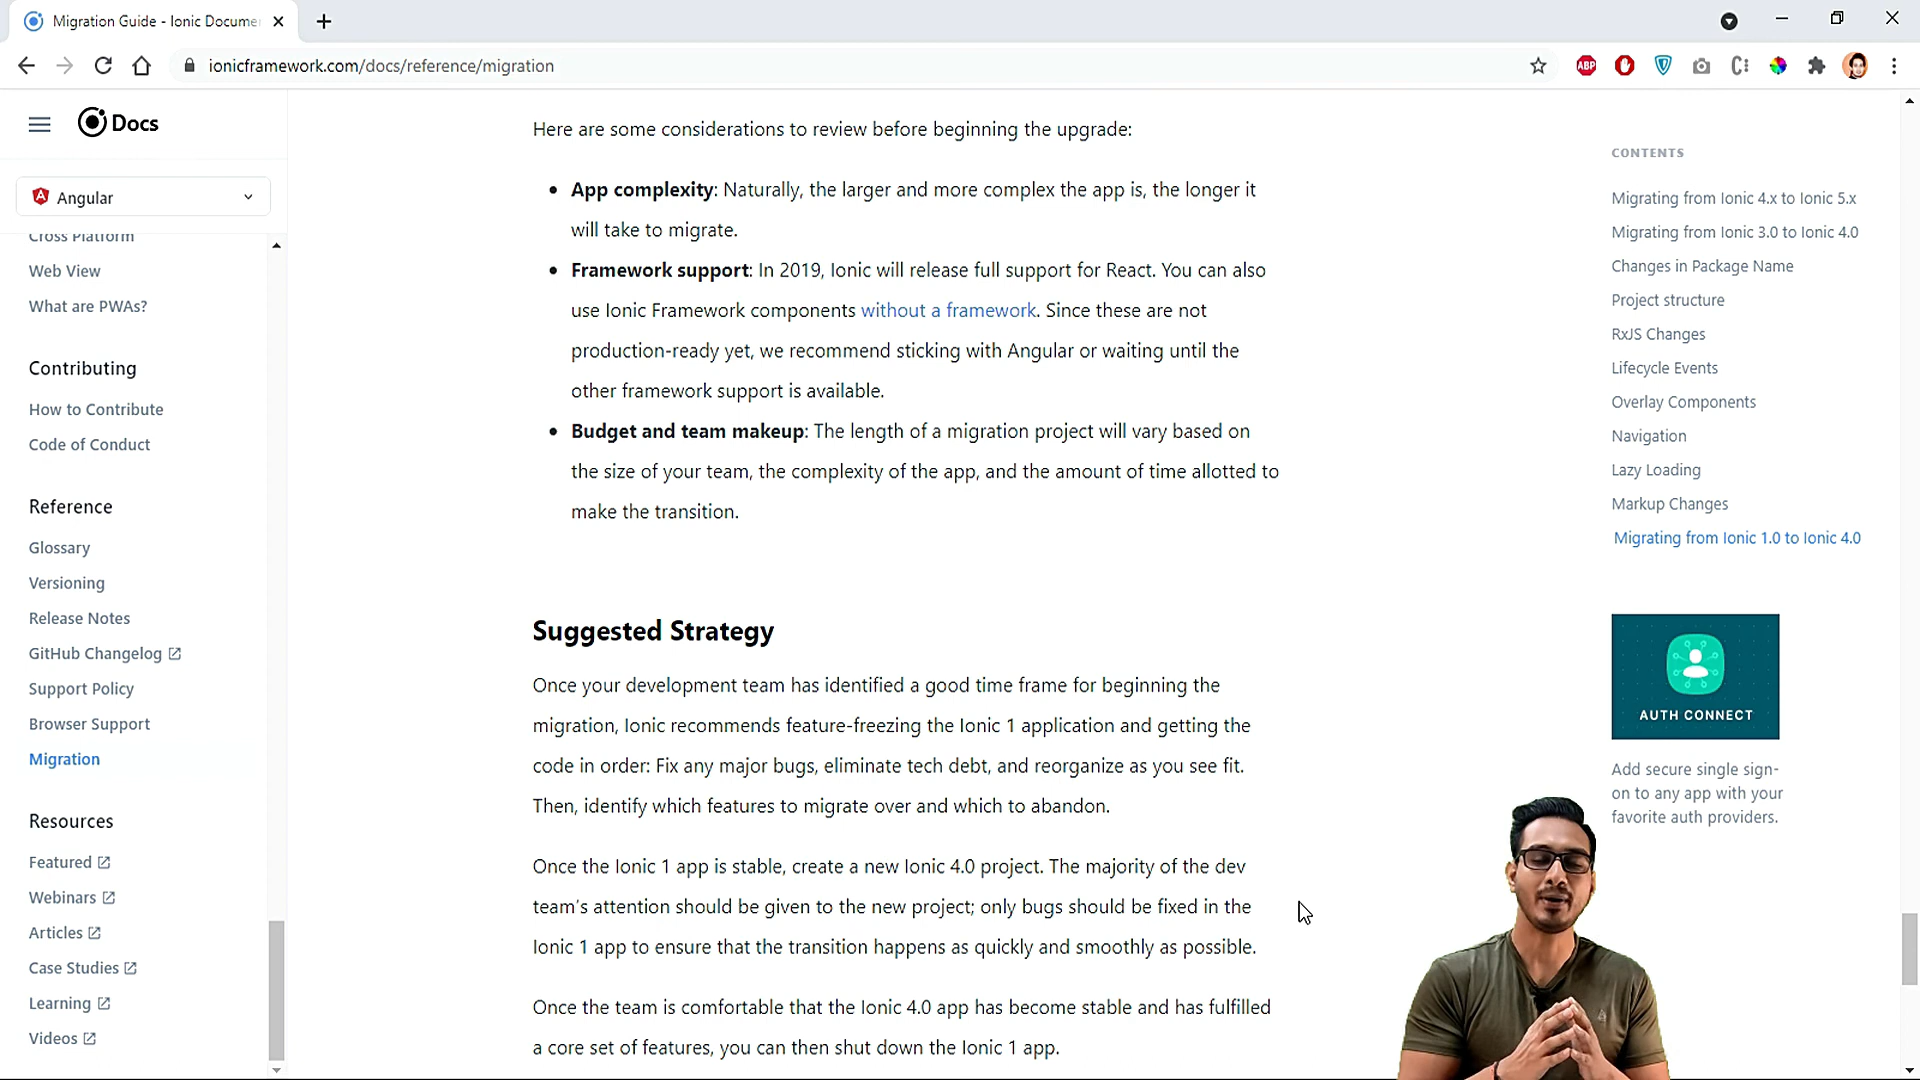 Migration Guide - Ionic Docume
ionicframework.com/docs/reference/migration
ABP
Docs
Angular
Cross Platform
Web View
What are PWAs?
Contributing
How to Contribute
Code of Conduct
Reference
Glossary
Versioning
Release Notes
GitHub Changelog
Support Policy
Browser Support
Migration
Resources
Featured
Webinars
Articles
Case Studies
Learning
Videos
Here are some considerations to review before beginning the upgrade:
App complexity: Naturally, the larger and more complex the app is, the longer it
will take to migrate.
Framework support: In 2019, Ionic will release full support for React. You can also
use Ionic Framework components without a framework. Since these are not
production-ready yet, we recommend sticking with Angular or waiting until the
other framework support is available.
Budget and team makeup: The length of a migration project will vary based on
the size of your team, the complexity of the app, and the amount of time allotted to
make the transition.
Suggested Strategy
Once your development team has identified a good time frame for beginning the
migration, Ionic recommends feature-freezing the Ionic 1 application and getting the
code in order: Fix any major bugs, eliminate tech debt, and reorganize as you see fit.
Then, identify which features to migrate over and which to abandon.
Once the Ionic 1 app is stable, create a new Ionic 4.0 project. The majority of the dev
team's attention should be given to the new project; only bugs should be fixed in the
Ionic 1 app to ensure that the transition happens as quickly and smoothly as possible.
Once the team is comfortable that the Ionic 4.0 app has become stable and has fulfilled
a core set of features, you can then shut down the Ionic 1 app.
CONTENTS
Migrating from Ionic 4.x to Ionic 5.x
Migrating from Ionic 3.0 to Ionic 4.0
Changes in Package Name
Project structure
RxJS Changes
Lifecycle Events
Overlay Components
Navigation
Lazy Loading
Markup Changes
Migrating from Ionic 1.0 to Ionic 4.0
AUTH CONNECT
Add secure single sign-
on to any app with your
favorite auth providers.